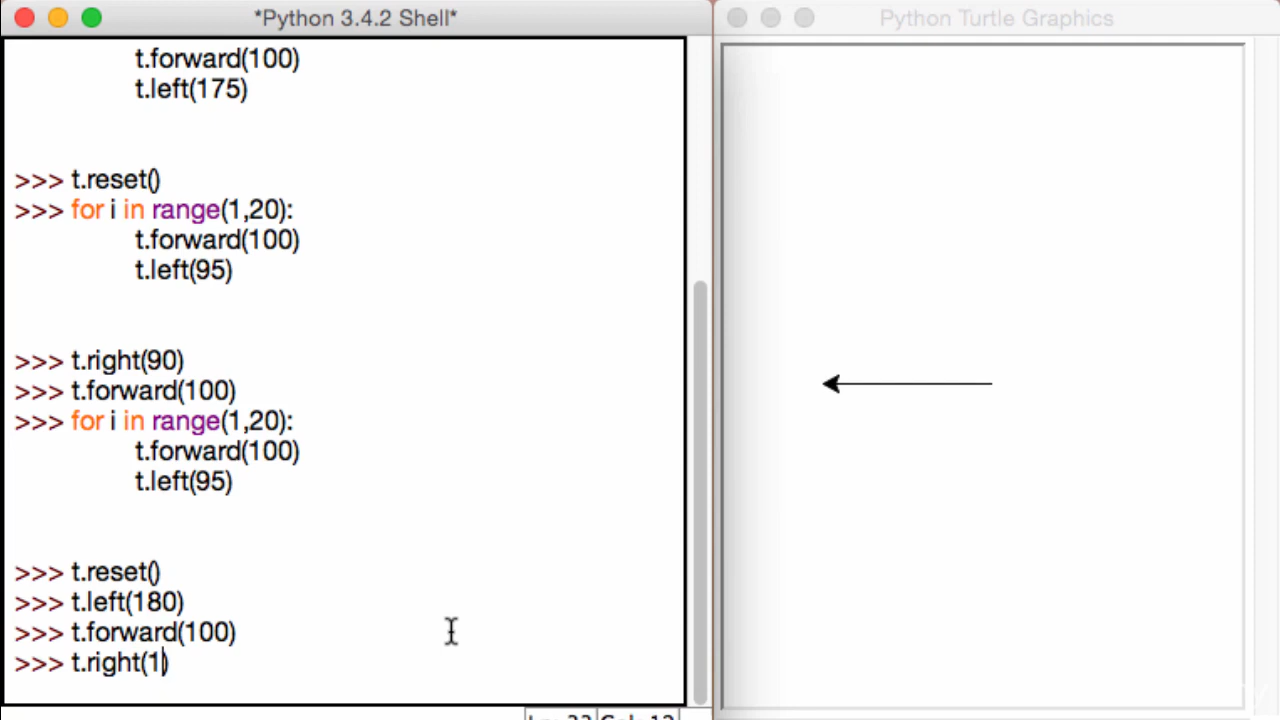 *Python 3.4.2 Shell*
Python Turtle Graphics
t.forward(100)
t.left(175)
>>> t.reset()
>>> for i in range(1,20):
t.forward(100)
t.left(95)
>>> t.right(90)
>>> t.forward(100)
>>> for i in range(1,20):
t.forward(100)
t.left(95)
>>> t.reset()
>>> t.left(180)
>>> t.forward(100)
>>> t.right(1)